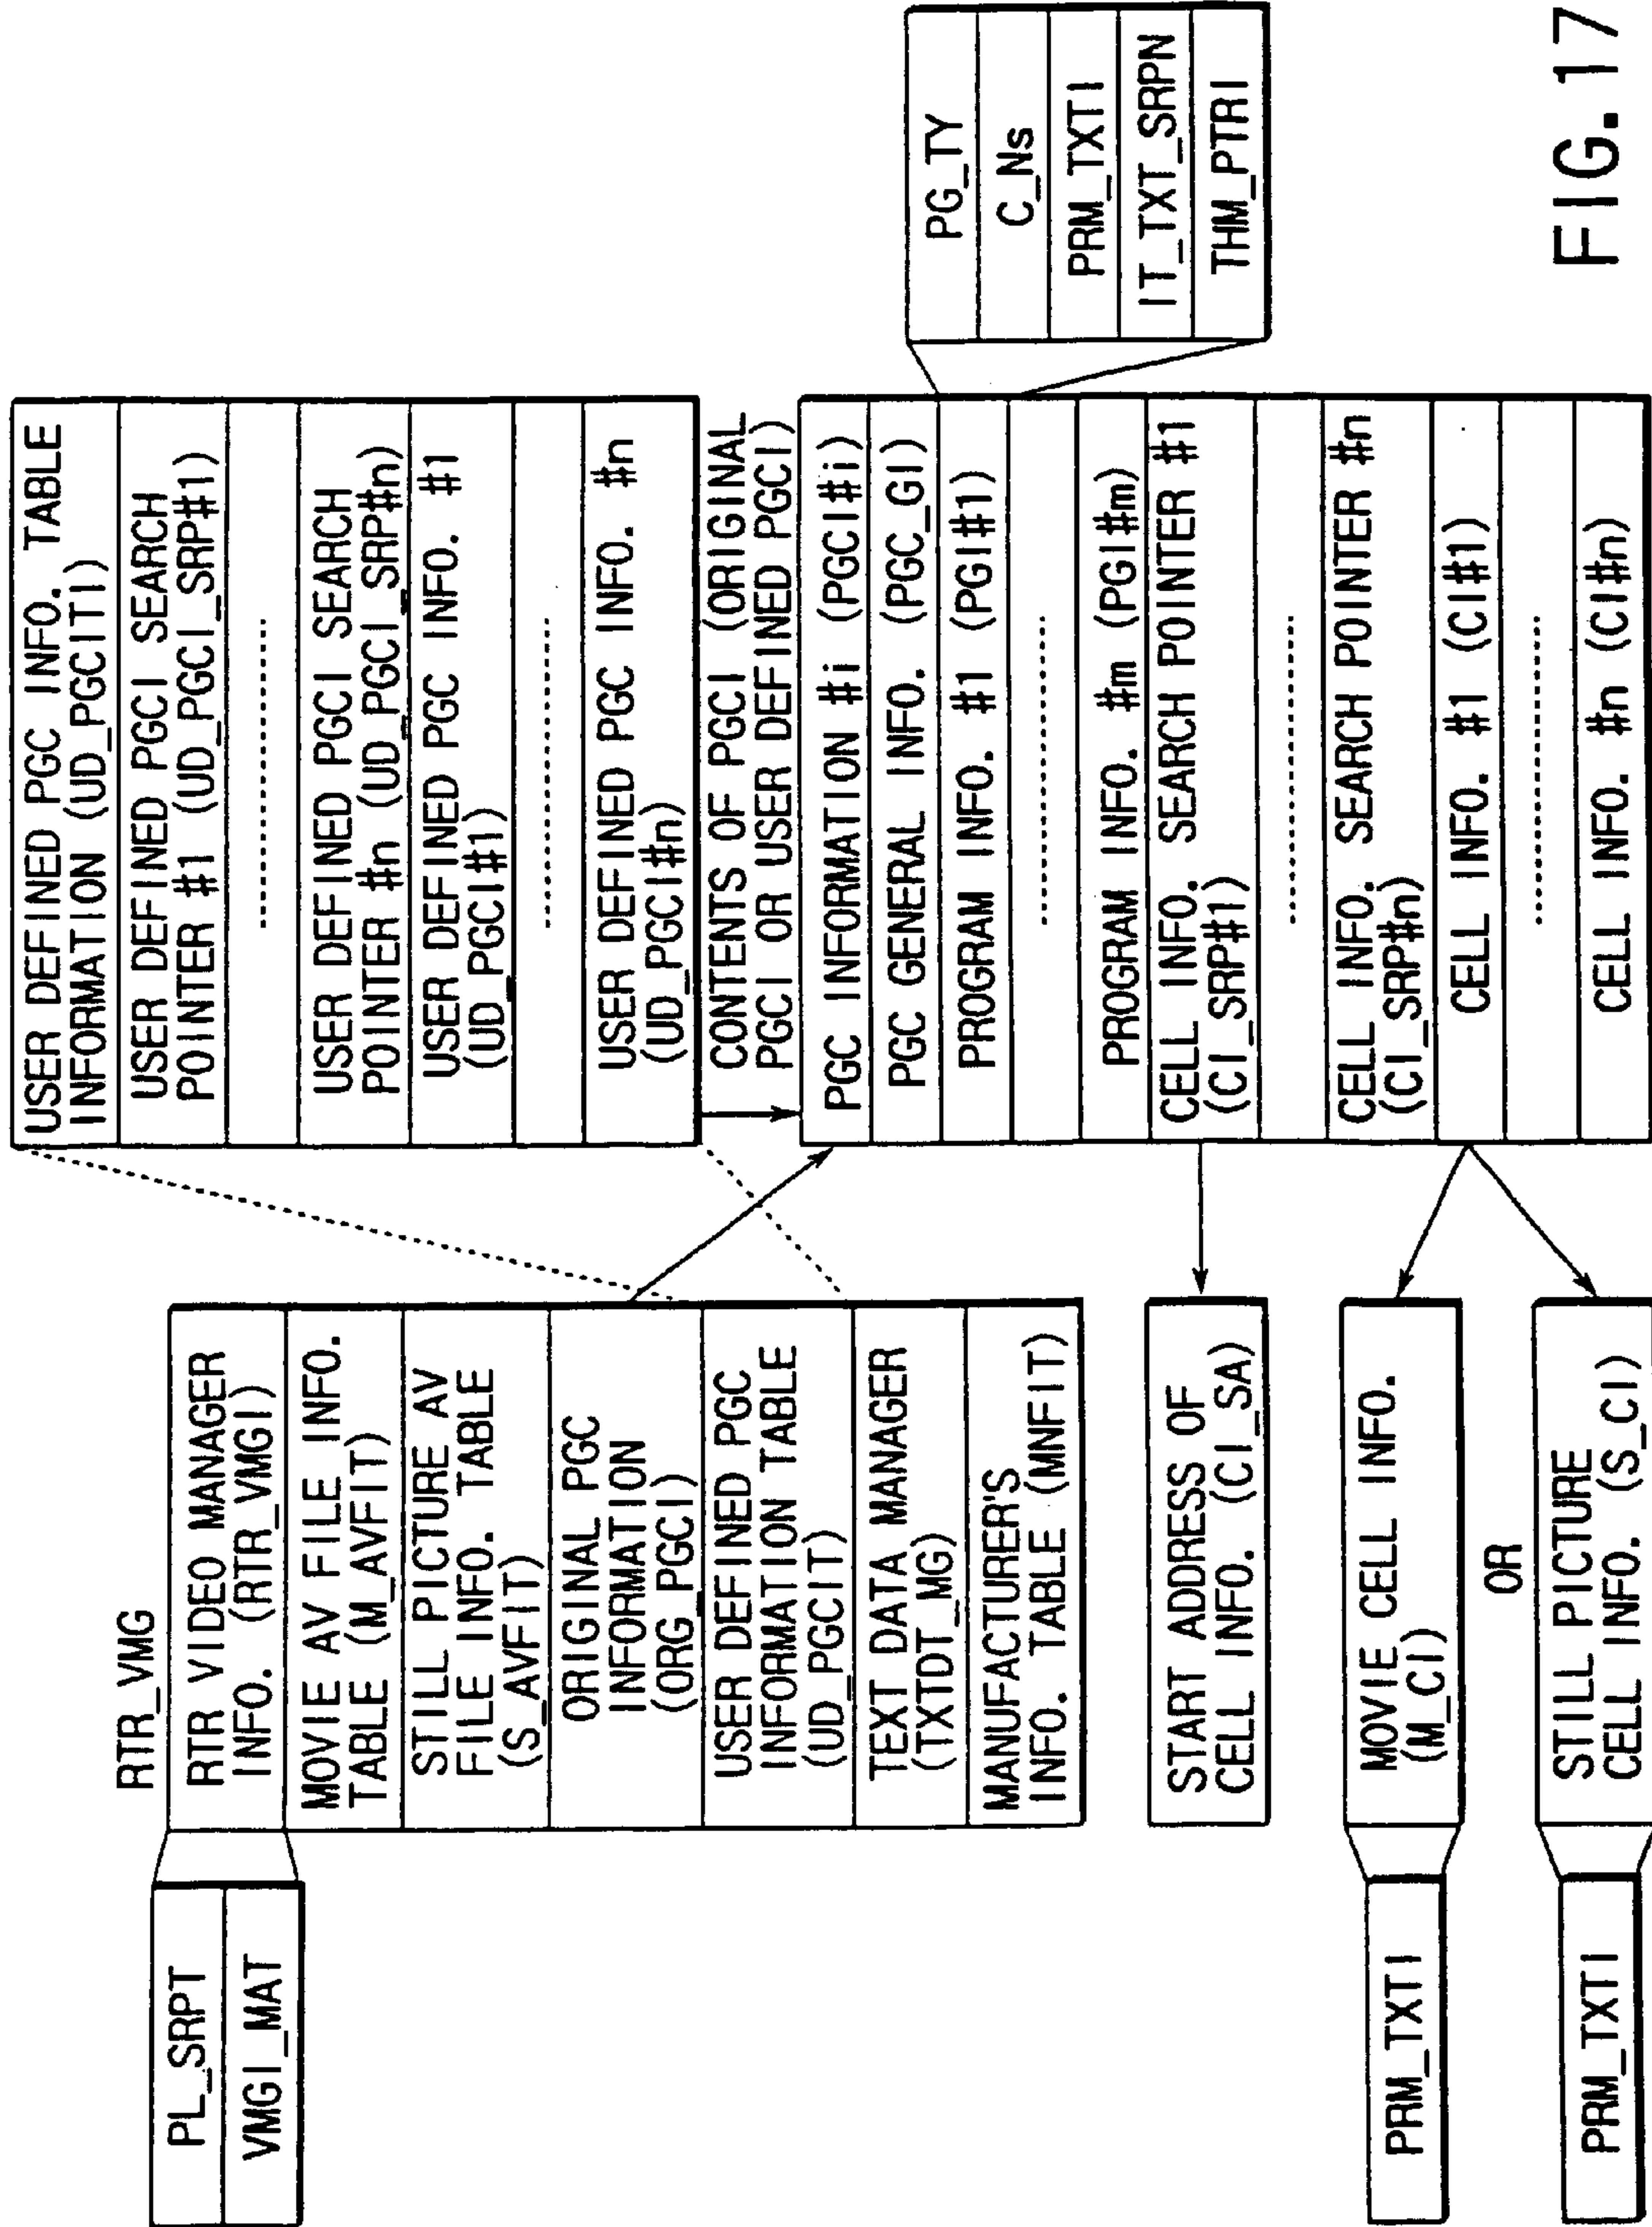 PL_SRPT
VMGI_MAT
RTR_VMG
RTR VIDEO MANAGER
INFO. (RTR_VMGI)
MOVIE AV FILE INFO.
TABLE (M_AVFIT)
STILL PICTURE AV
FILE INFO. TABLE
(S_AVFIT)
ORIGINAL PGC
INFORMATION
(ORG_PGCI)
USER DEFINED PGC
INFORMATION TABLE
(UD_PGCIT)
TEXT DATA MANAGER
(TXTDT_MG)
MANUFACTURER'S
INFO. TABLE (MNFIT)
START ADDRESS OF
CELL INFO. (CI_SA)
PRM_TXTI
MOVIE CELL INFO.
(M_CI)
OR
PRM_TXTI
STILL PICTURE
CELL INFO. (S_CI)
USER DEFINED PGC INFO. TABLE
INFORMATION (UD_PGCITI)
USER DEFINED PGCI SEARCH
POINTER #1 (UD_PGCI_SRP#1)
USER DEFINED PGCI SEARCH
POINTER #n (UD_PGCI_SRP#n)
USER DEFINED PGC INFO. #1
(UD_PGCI#1)
USER DEFINED PGC INFO. #n
(UD_PGCI#n)
CONTENTS OF PGCI (ORIGINAL
PGCI OR USER DEFINED PGCI)
PGC INFORMATION #i (PGCI#i)
PGC GENERAL INFO. (PGC_GI)
PROGRAM INFO. #1 (PGI#1)
PROGRAM INFO. #m (PGI#m)
CELL INFO. SEARCH POINTER #1
(CI_SRP#1)
CELL INFO. SEARCH POINTER #n
(CI_SRP#n)
CELL INFO. #1 (CI#1)
CELL INFO. #n (CI#n)
PG_TY
C_Ns
PRM_TXTI
IT_TXT_SRPN
THM_PTRI
FIG. 17